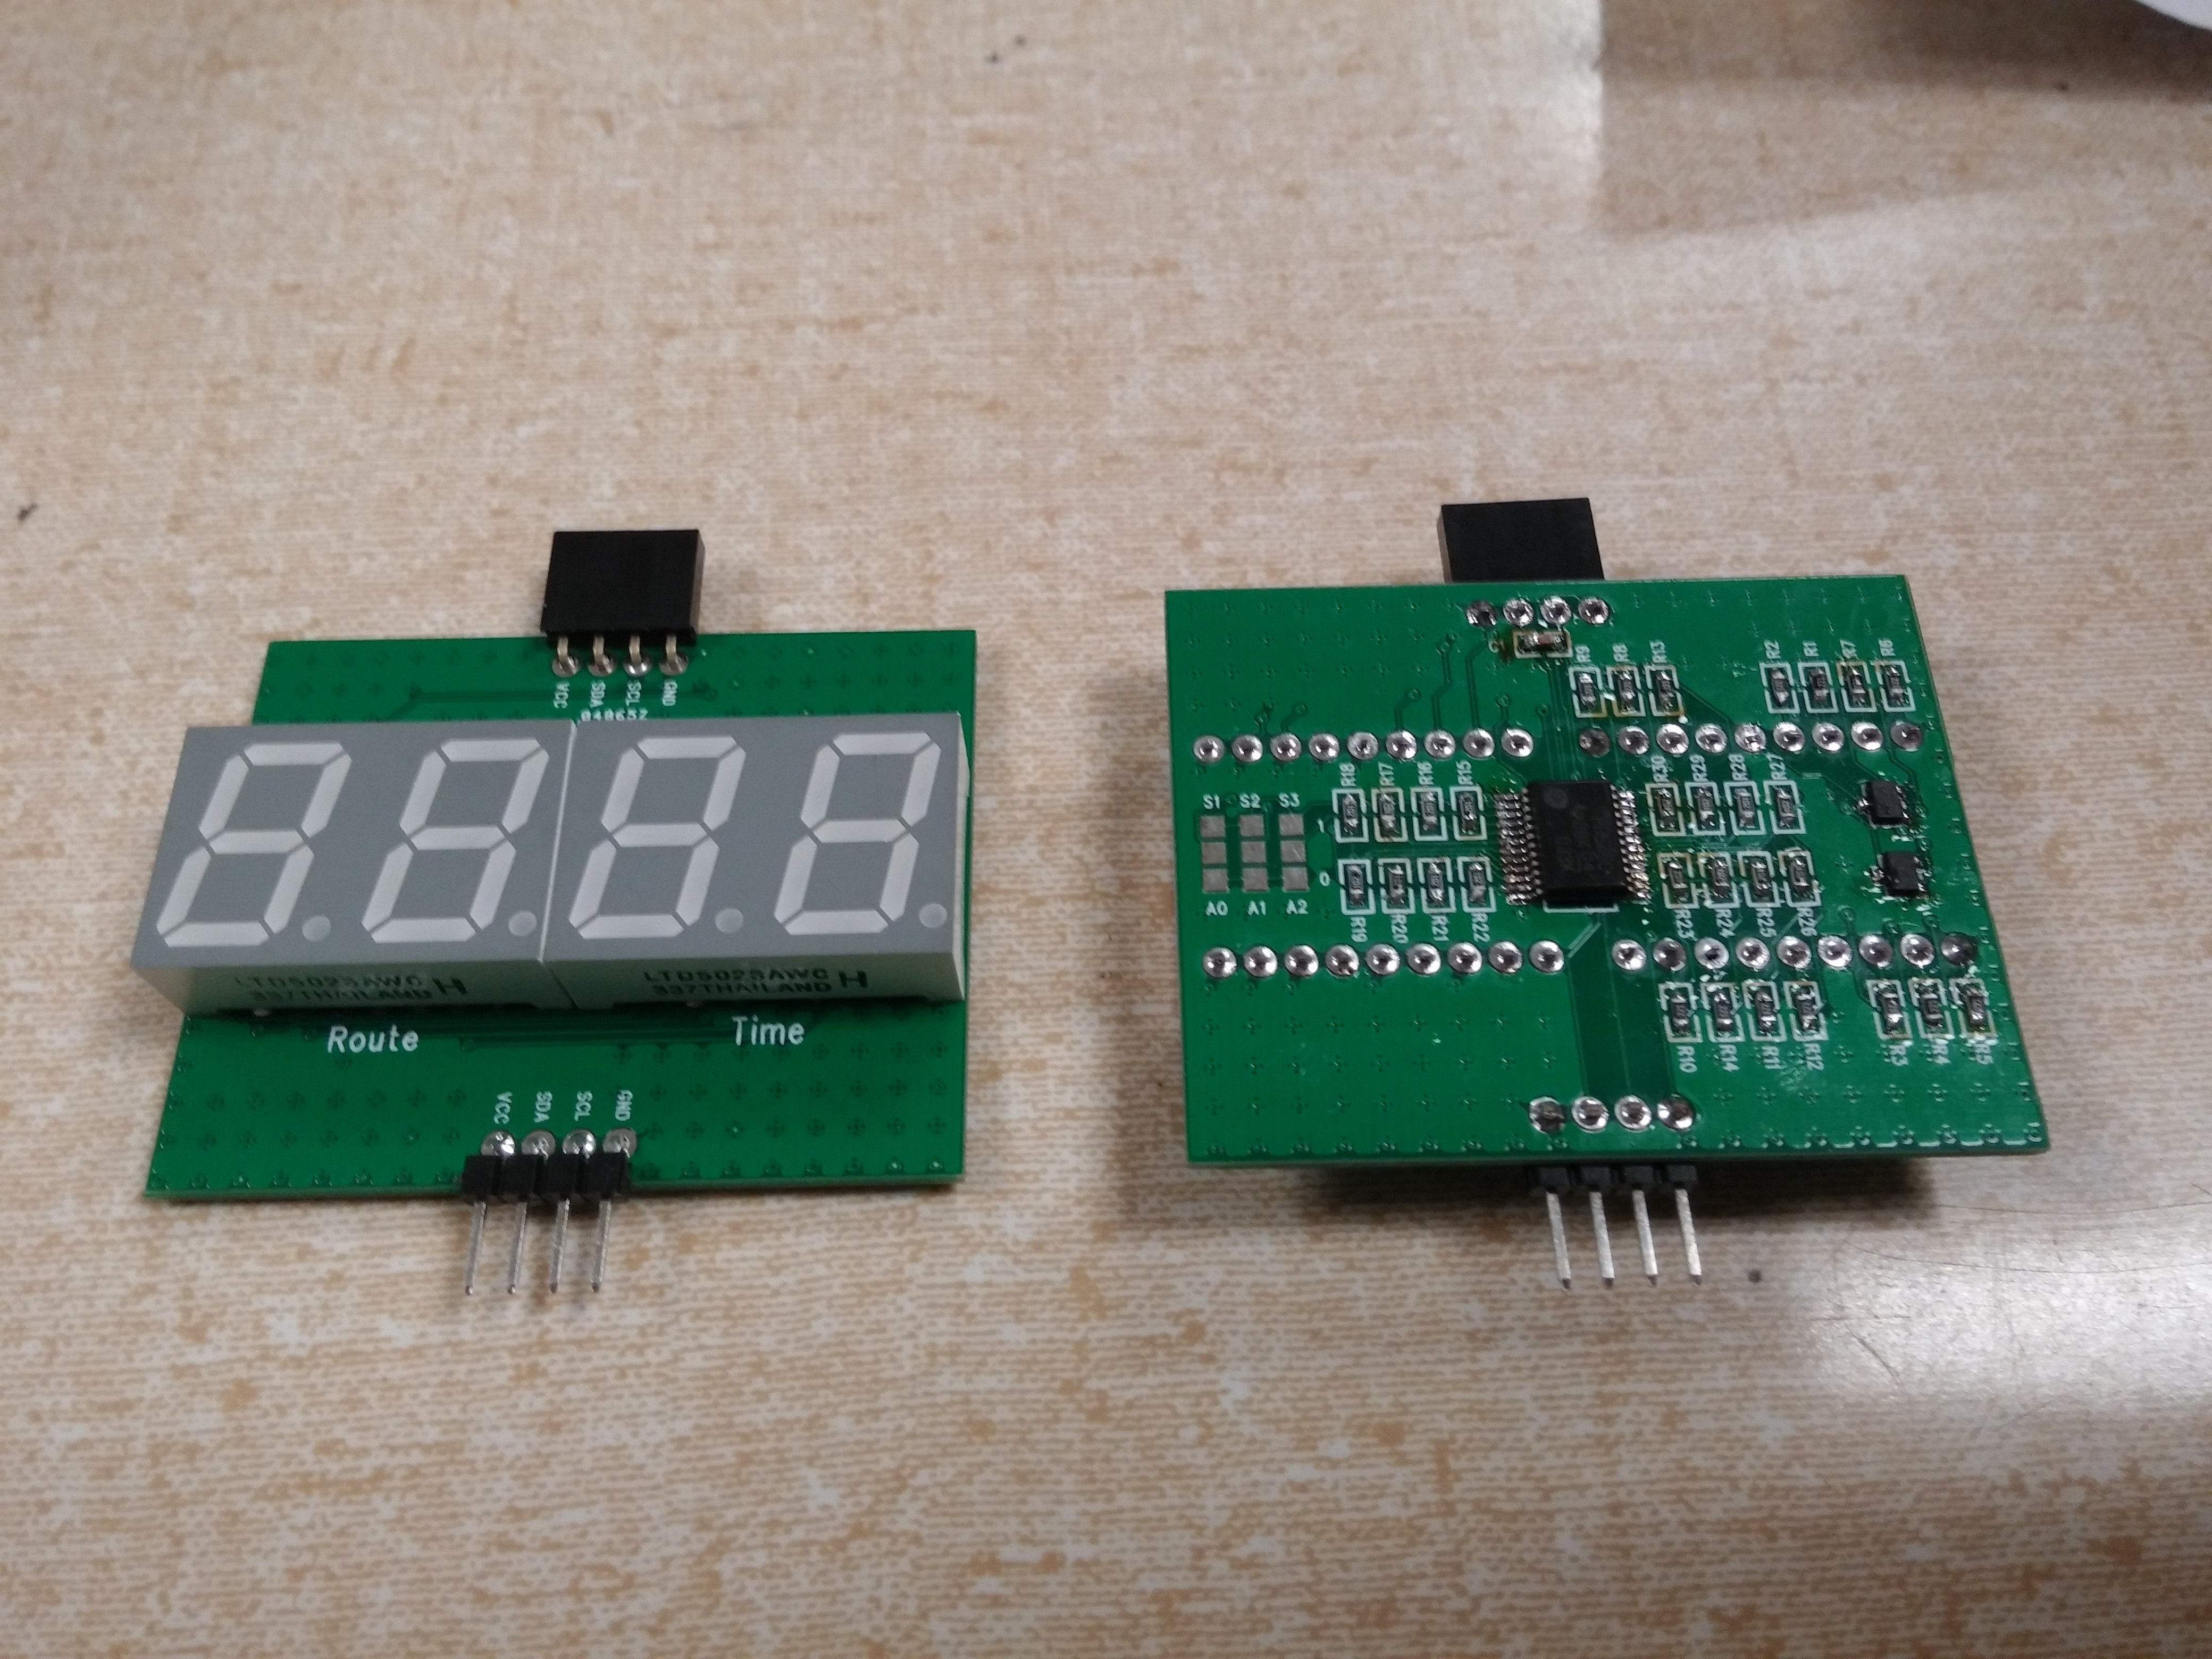 VCC SDA SCL GND
LTD5023AWC H
337THAILAND
LTD5023AWC H
337THAILAND
Route
Time
VCC SDA SCL GND
R9 R8 R13 R2 R1 R7 R6
R18 R17 R16 R15 R30 R29 R28 R27
S1 S2 S3
1
0
A0 A1 A2
R19 R20 R21 R22 R23 R24 R25 R26
R10 R14 R11 R12 R3 R4 R5